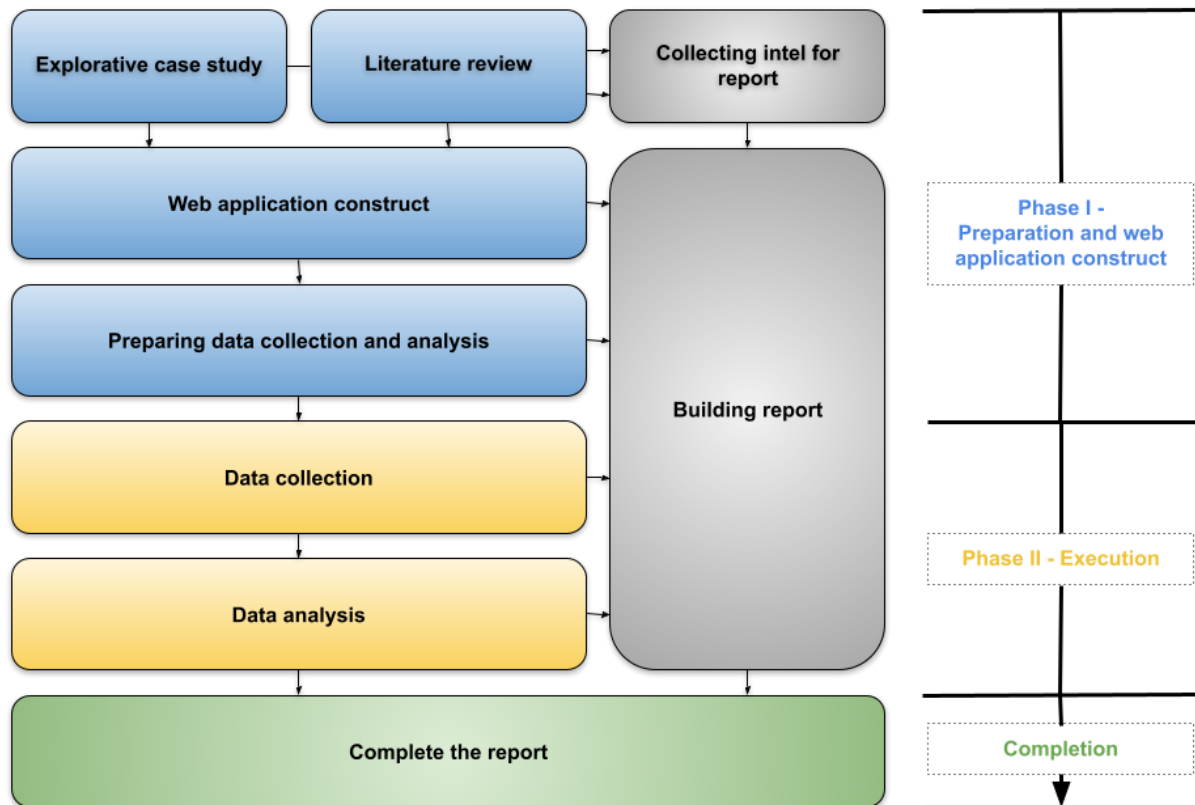 Explorative case study
Literature review
Collecting intel for
report
Web application construct
Phase I -
Preparation and web
application construct
Preparing data collection and analysis
Building report
Data collection
Phase II - Execution
Data analysis
Complete the report
Completion